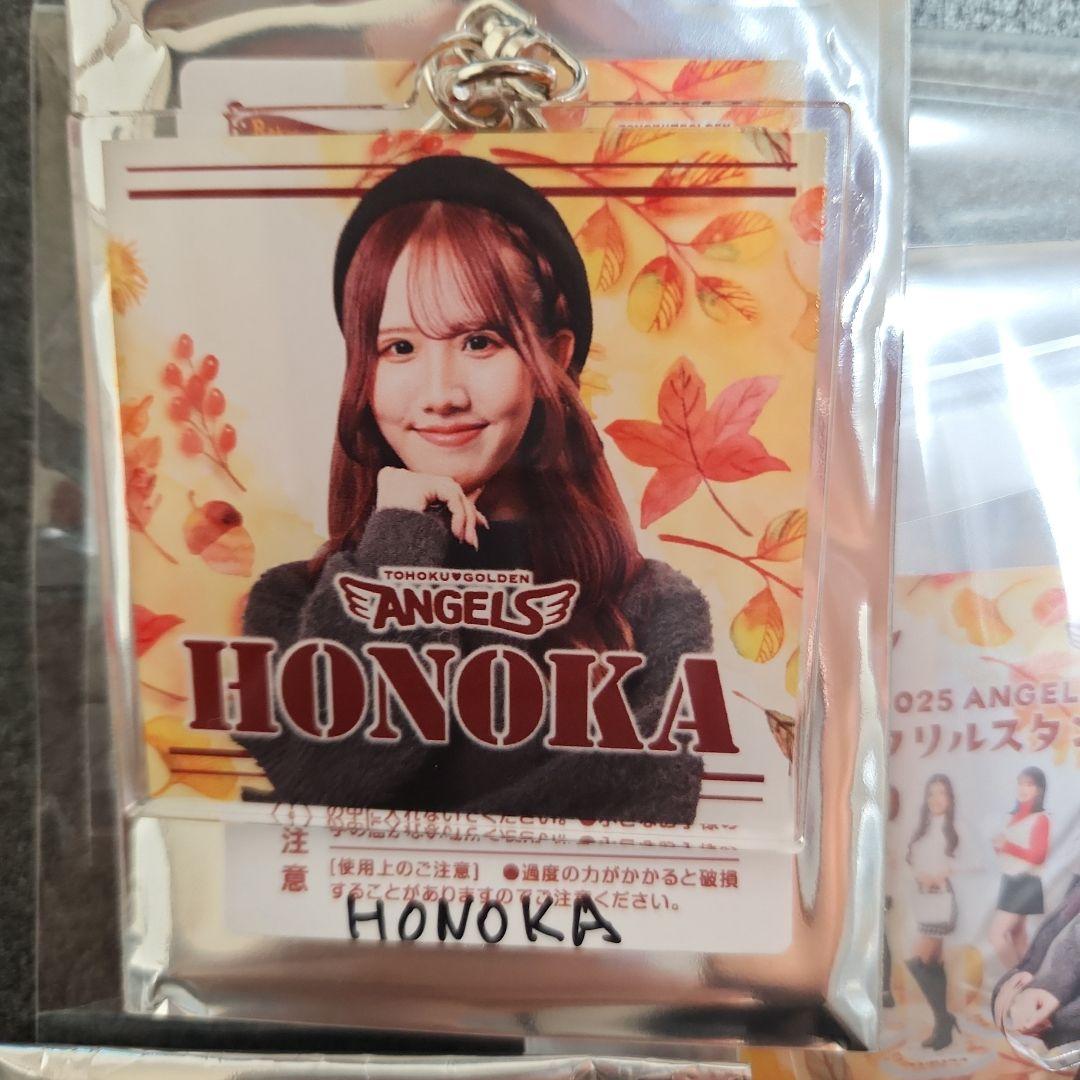 TOHOKU♥GOLDEN
ANGELS
HONOKA
注意
[使用上のご注意] ●過度の力がかかると破損
することがありますのでご注意ください。
HONOKA
025 ANGEL
クリルスタン